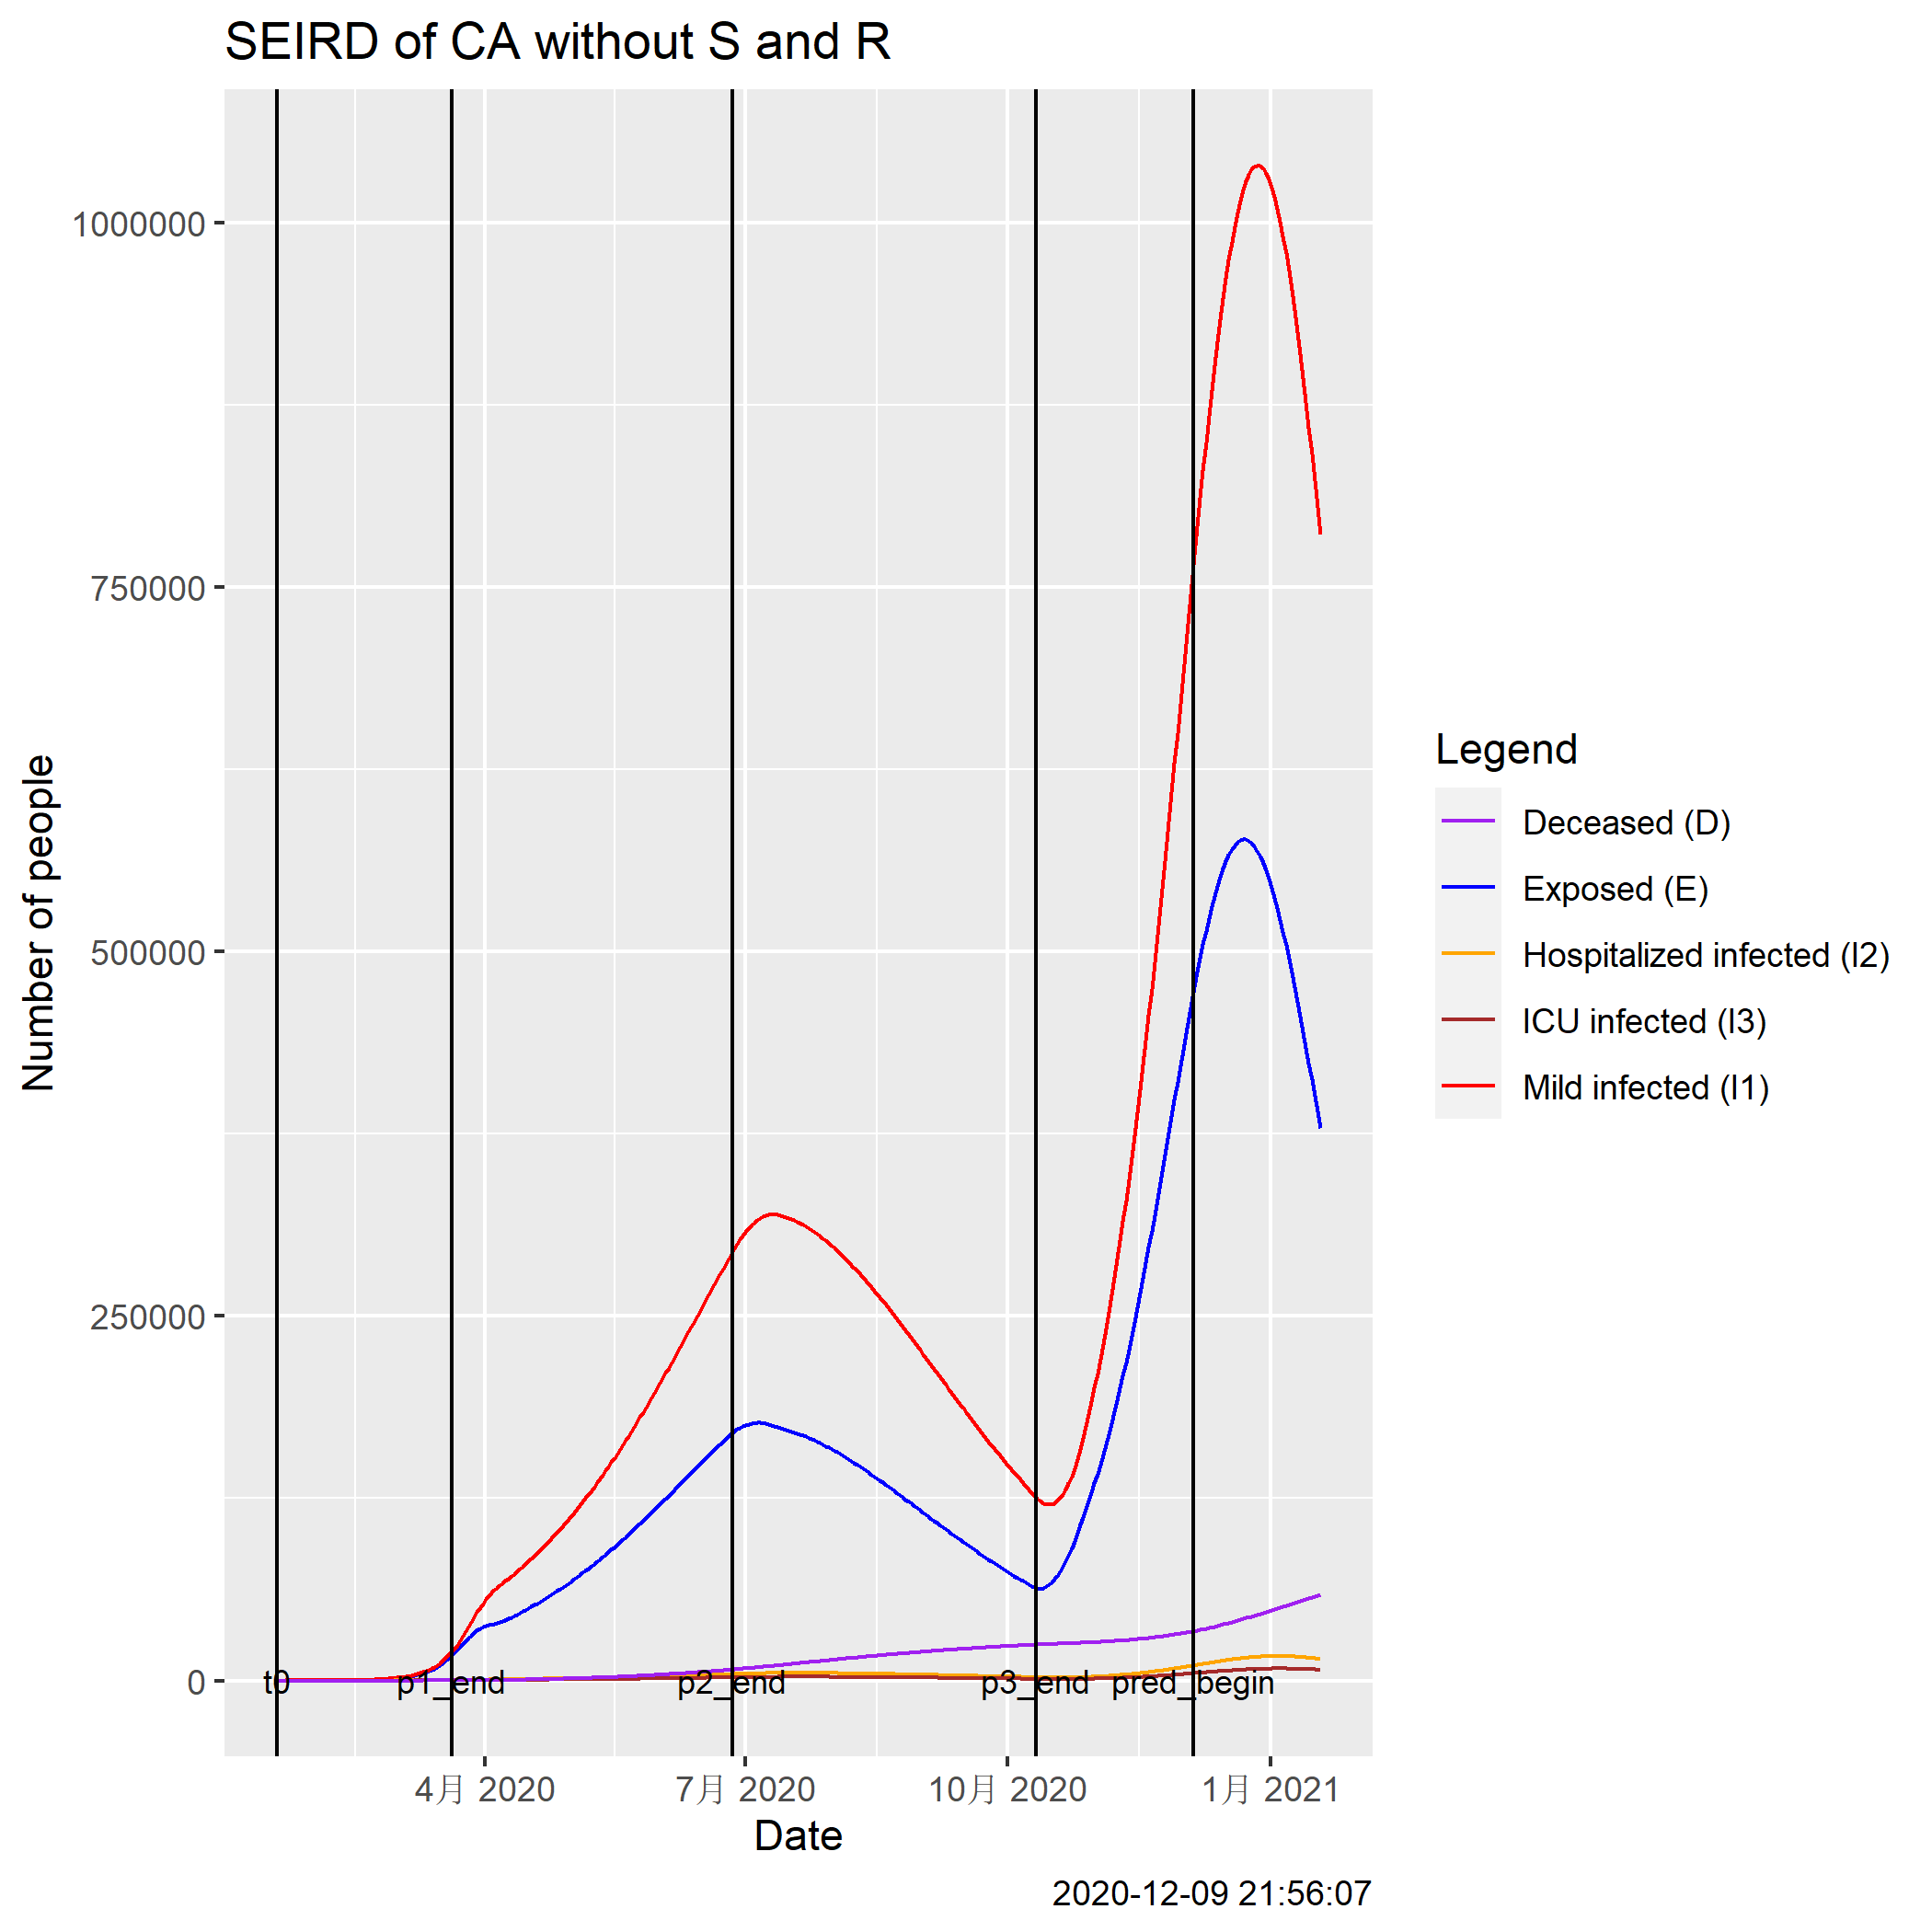 SEIRD of CA without S and R
Number of people
1000000
750000
500000
250000
0
t0
p1_end
p2_end
p3_end
pred_begin
4月 2020
7月 2020
10月 2020
1月 2021
Date
Legend
Deceased (D)
Exposed (E)
Hospitalized infected (I2)
ICU infected (I3)
Mild infected (I1)
2020-12-09 21:56:07